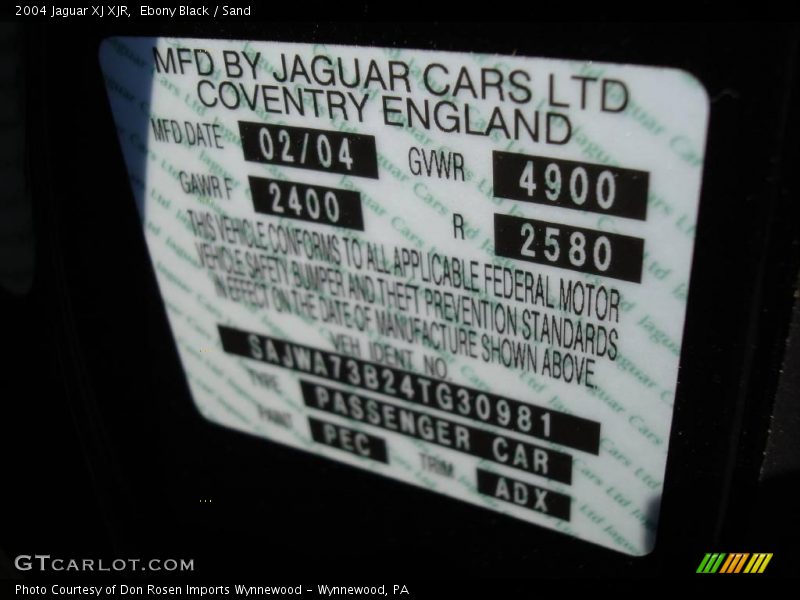 2004 Jaguar XJ XJR, Ebony Black / Sand
MFD BY JAGUAR CARS LTD
COVENTRY ENGLAND
MFD DATE 02/04 GVWR 4900
GAWR F 2400 R 2580
THIS VEHICLE CONFORMS TO ALL APPLICABLE FEDERAL MOTOR
VEHICLE SAFETY BUMPER AND THEFT PREVENTION STANDARDS
IN EFFECT ON THE DATE OF MANUFACTURE SHOWN ABOVE.
VEH IDENT NO.
SAJWA73B24TG30981
TYPE PASSENGER CAR
PAINT PEC TRIM ADX
GTCARLOT.COM
Photo Courtesy of Don Rosen Imports Wynnewood - Wynnewood, PA